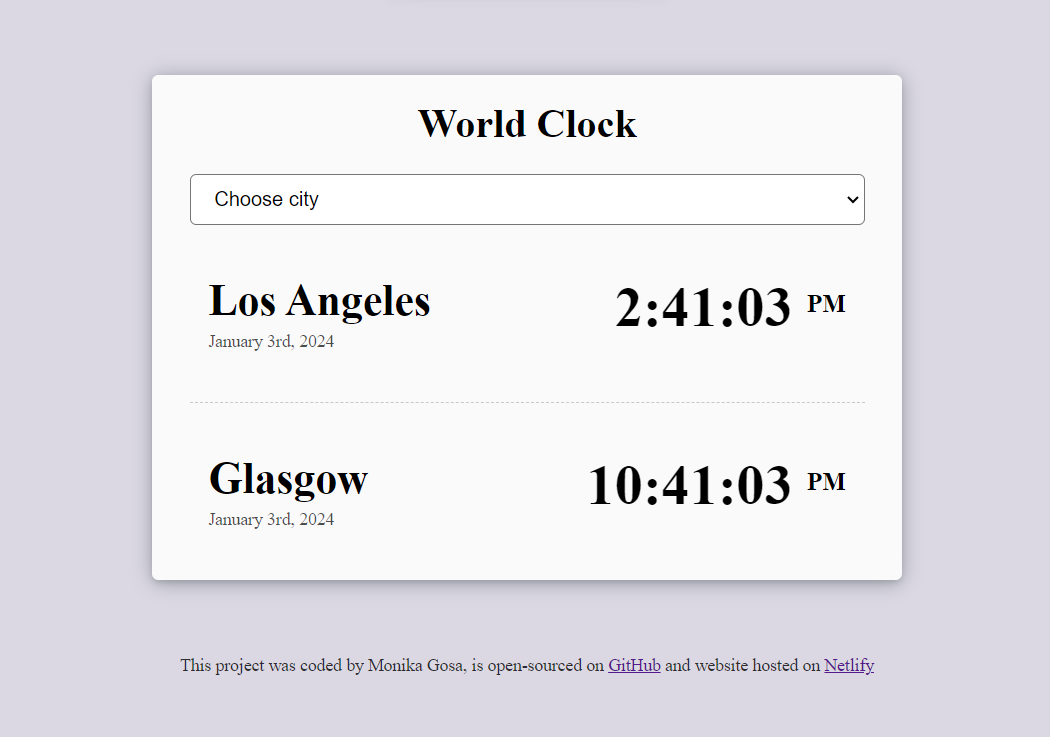 World Clock
Choose city
Los Angeles
2:41:03 PM
January 3rd, 2024
Glasgow
10:41:03 PM
January 3rd, 2024
This project was coded by Monika Gosa, is open-sourced on GitHub and website hosted on Netlify